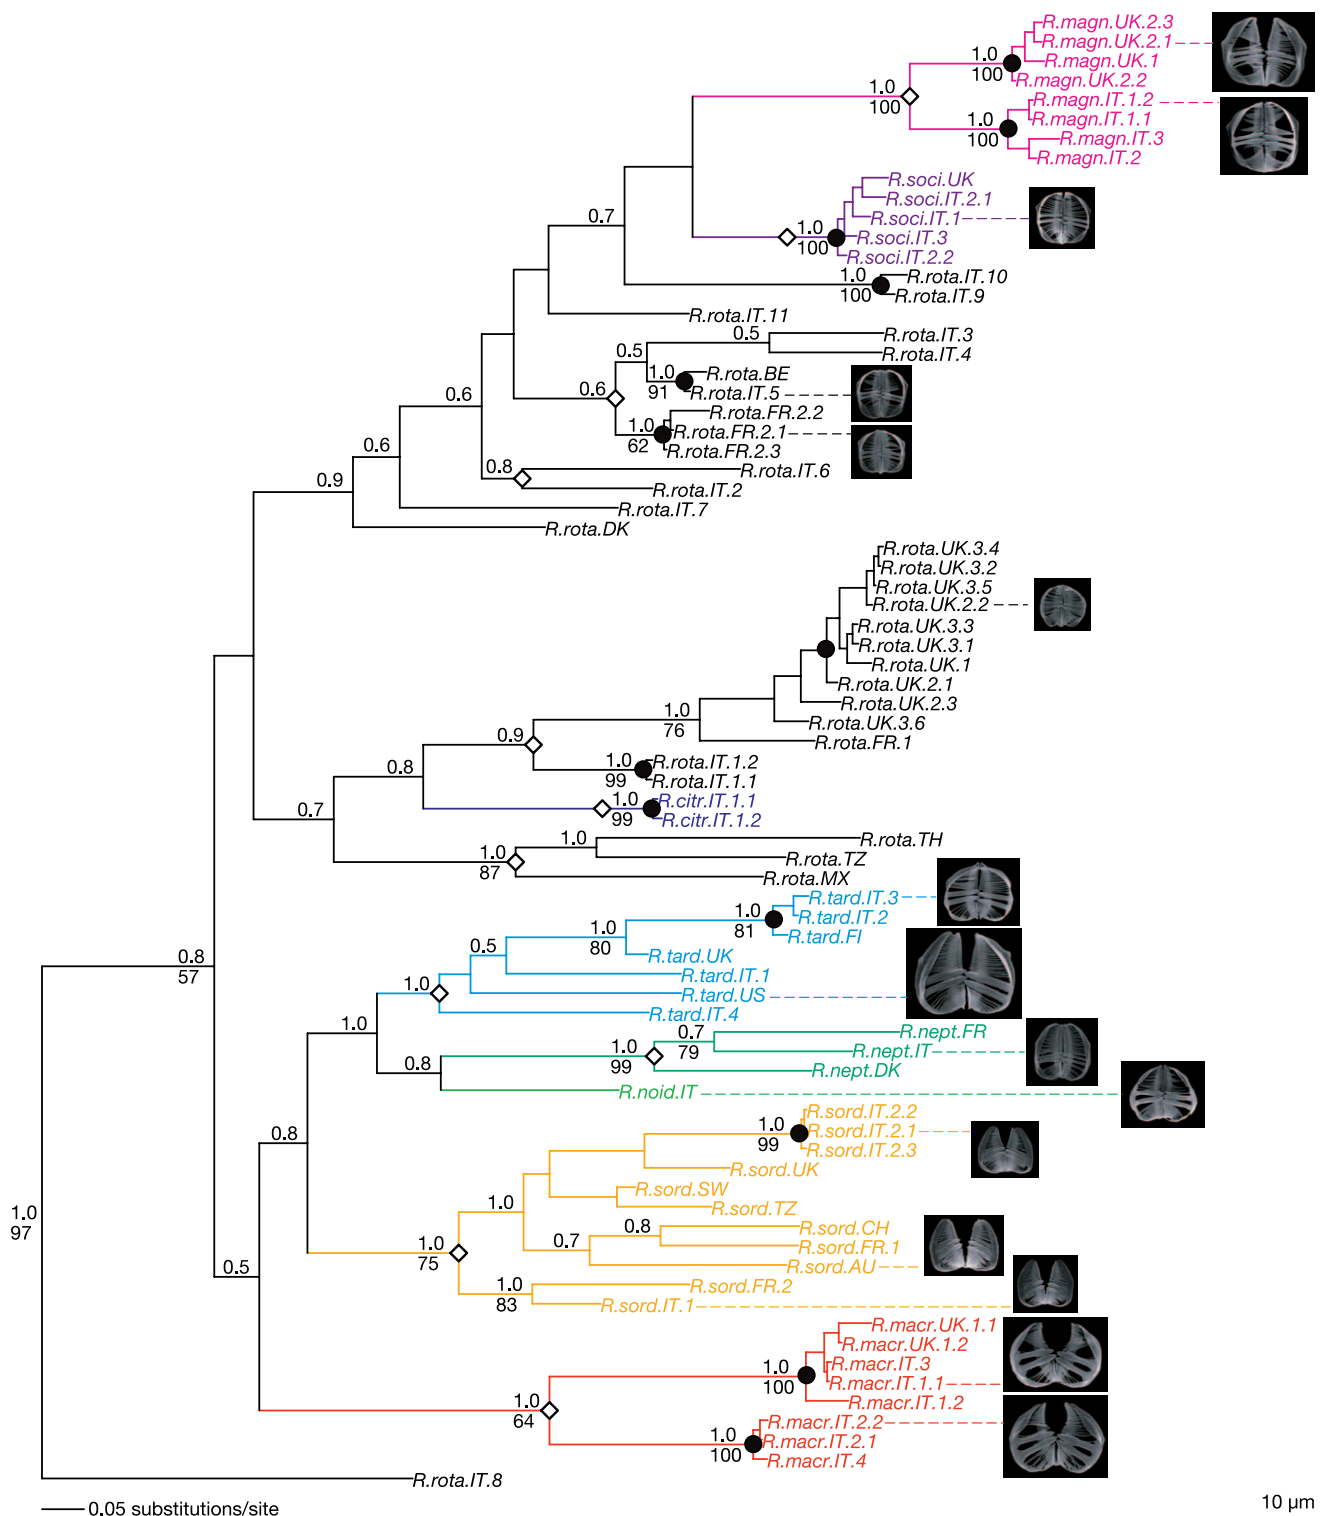 R.magn.UK.2.3
R.magn.UK.2.1
1.0
R.magn.UK.1
100
R.magn.UK.2.2
1.0
100
R.magn.IT.1.2
R.magn.IT.1.1
1.0
100
R.magn.IT.3
R.magn.IT.2
R.soci.UK
R.soci.IT.2.1
0.7
R.soci.IT.1
1.0
100
R.soci.IT.3
R.soci.IT.2.2
1.0
100
R.rota.IT.10
R.rota.IT.9
R.rota.IT.11
0.5
R.rota.IT.3
R.rota.IT.4
0.5
1.0
91
R.rota.BE
R.rota.IT.5
0.6
0.6
R.rota.FR.2.2
1.0
62
R.rota.FR.2.1
R.rota.FR.2.3
0.6
0.8
R.rota.IT.6
R.rota.IT.2
0.9
R.rota.IT.7
R.rota.DK
R.rota.UK.3.4
R.rota.UK.3.2
R.rota.UK.3.5
R.rota.UK.2.2
R.rota.UK.3.3
R.rota.UK.3.1
R.rota.UK.1
R.rota.UK.2.1
R.rota.UK.2.3
1.0
76
R.rota.UK.3.6
0.9
R.rota.FR.1
0.8
1.0
99
R.rota.IT.1.2
R.rota.IT.1.1
1.0
99
R.citr.IT.1.1
R.citr.IT.1.2
0.7
1.0
R.rota.TH
1.0
87
R.rota.TZ
R.rota.MX
R.tard.IT.3
1.0
81
R.tard.IT.2
R.tard.FI
1.0
80
0.5
R.tard.UK
0.8
57
R.tard.IT.1
1.0
R.tard.US
R.tard.IT.4
1.0
0.7
79
R.nept.FR
1.0
99
R.nept.IT
0.8
R.nept.DK
R.noid.IT
R.sord.IT.2.2
0.8
1.0
99
R.sord.IT.2.1
R.sord.IT.2.3
R.sord.UK
R.sord.SW
1.0
R.sord.TZ
1.0
97
0.8
R.sord.CH
1.0
75
0.7
R.sord.FR.1
0.5
R.sord.AU
1.0
83
R.sord.FR.2
R.sord.IT.1
R.macr.UK.1.1
R.macr.UK.1.2
1.0
100
R.macr.IT.3
R.macr.IT.1.1
1.0
64
R.macr.IT.1.2
R.macr.IT.2.2
1.0
100
R.macr.IT.2.1
R.macr.IT.4
R.rota.IT.8
0.05 substitutions/site
10 µm